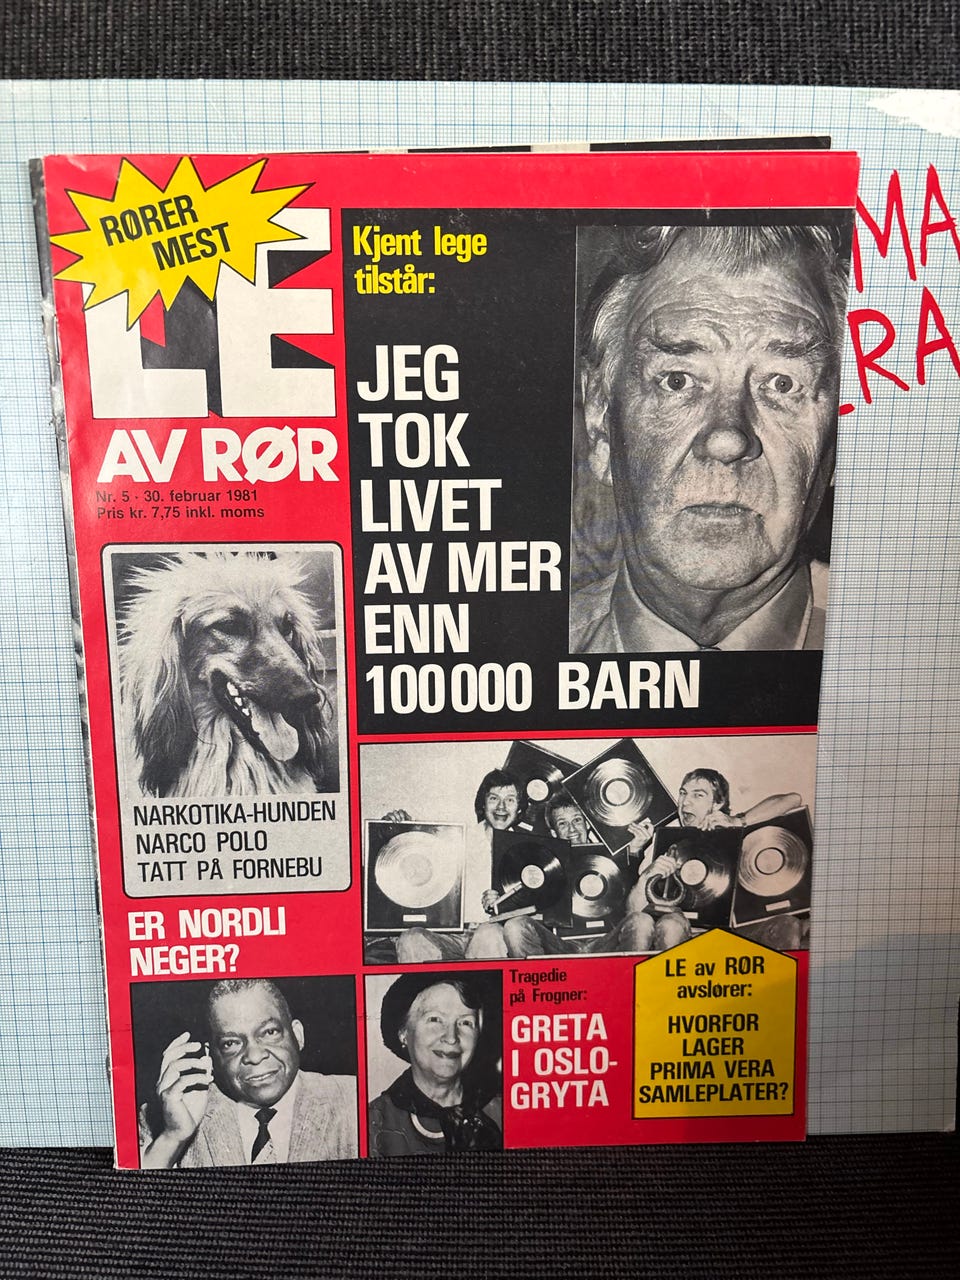 RØRER
MEST
LE
AV RØR
Nr. 5 · 30. februar 1981
Pris kr. 7,75 inkl. moms
Kjent lege
tilstår:
JEG
TOK
LIVET
AV MER
ENN
100 000 BARN
NARKOTIKA-HUNDEN
NARCO POLO
TATT PÅ FORNEBU
ER NORDLI
NEGER?
Tragedie
på Frogner:
GRETA
I OSLO-
GRYTA
LE av RØR
avslører:
HVORFOR
LAGER
PRIMA VERA
SAMLEPLATER?
MA
RA